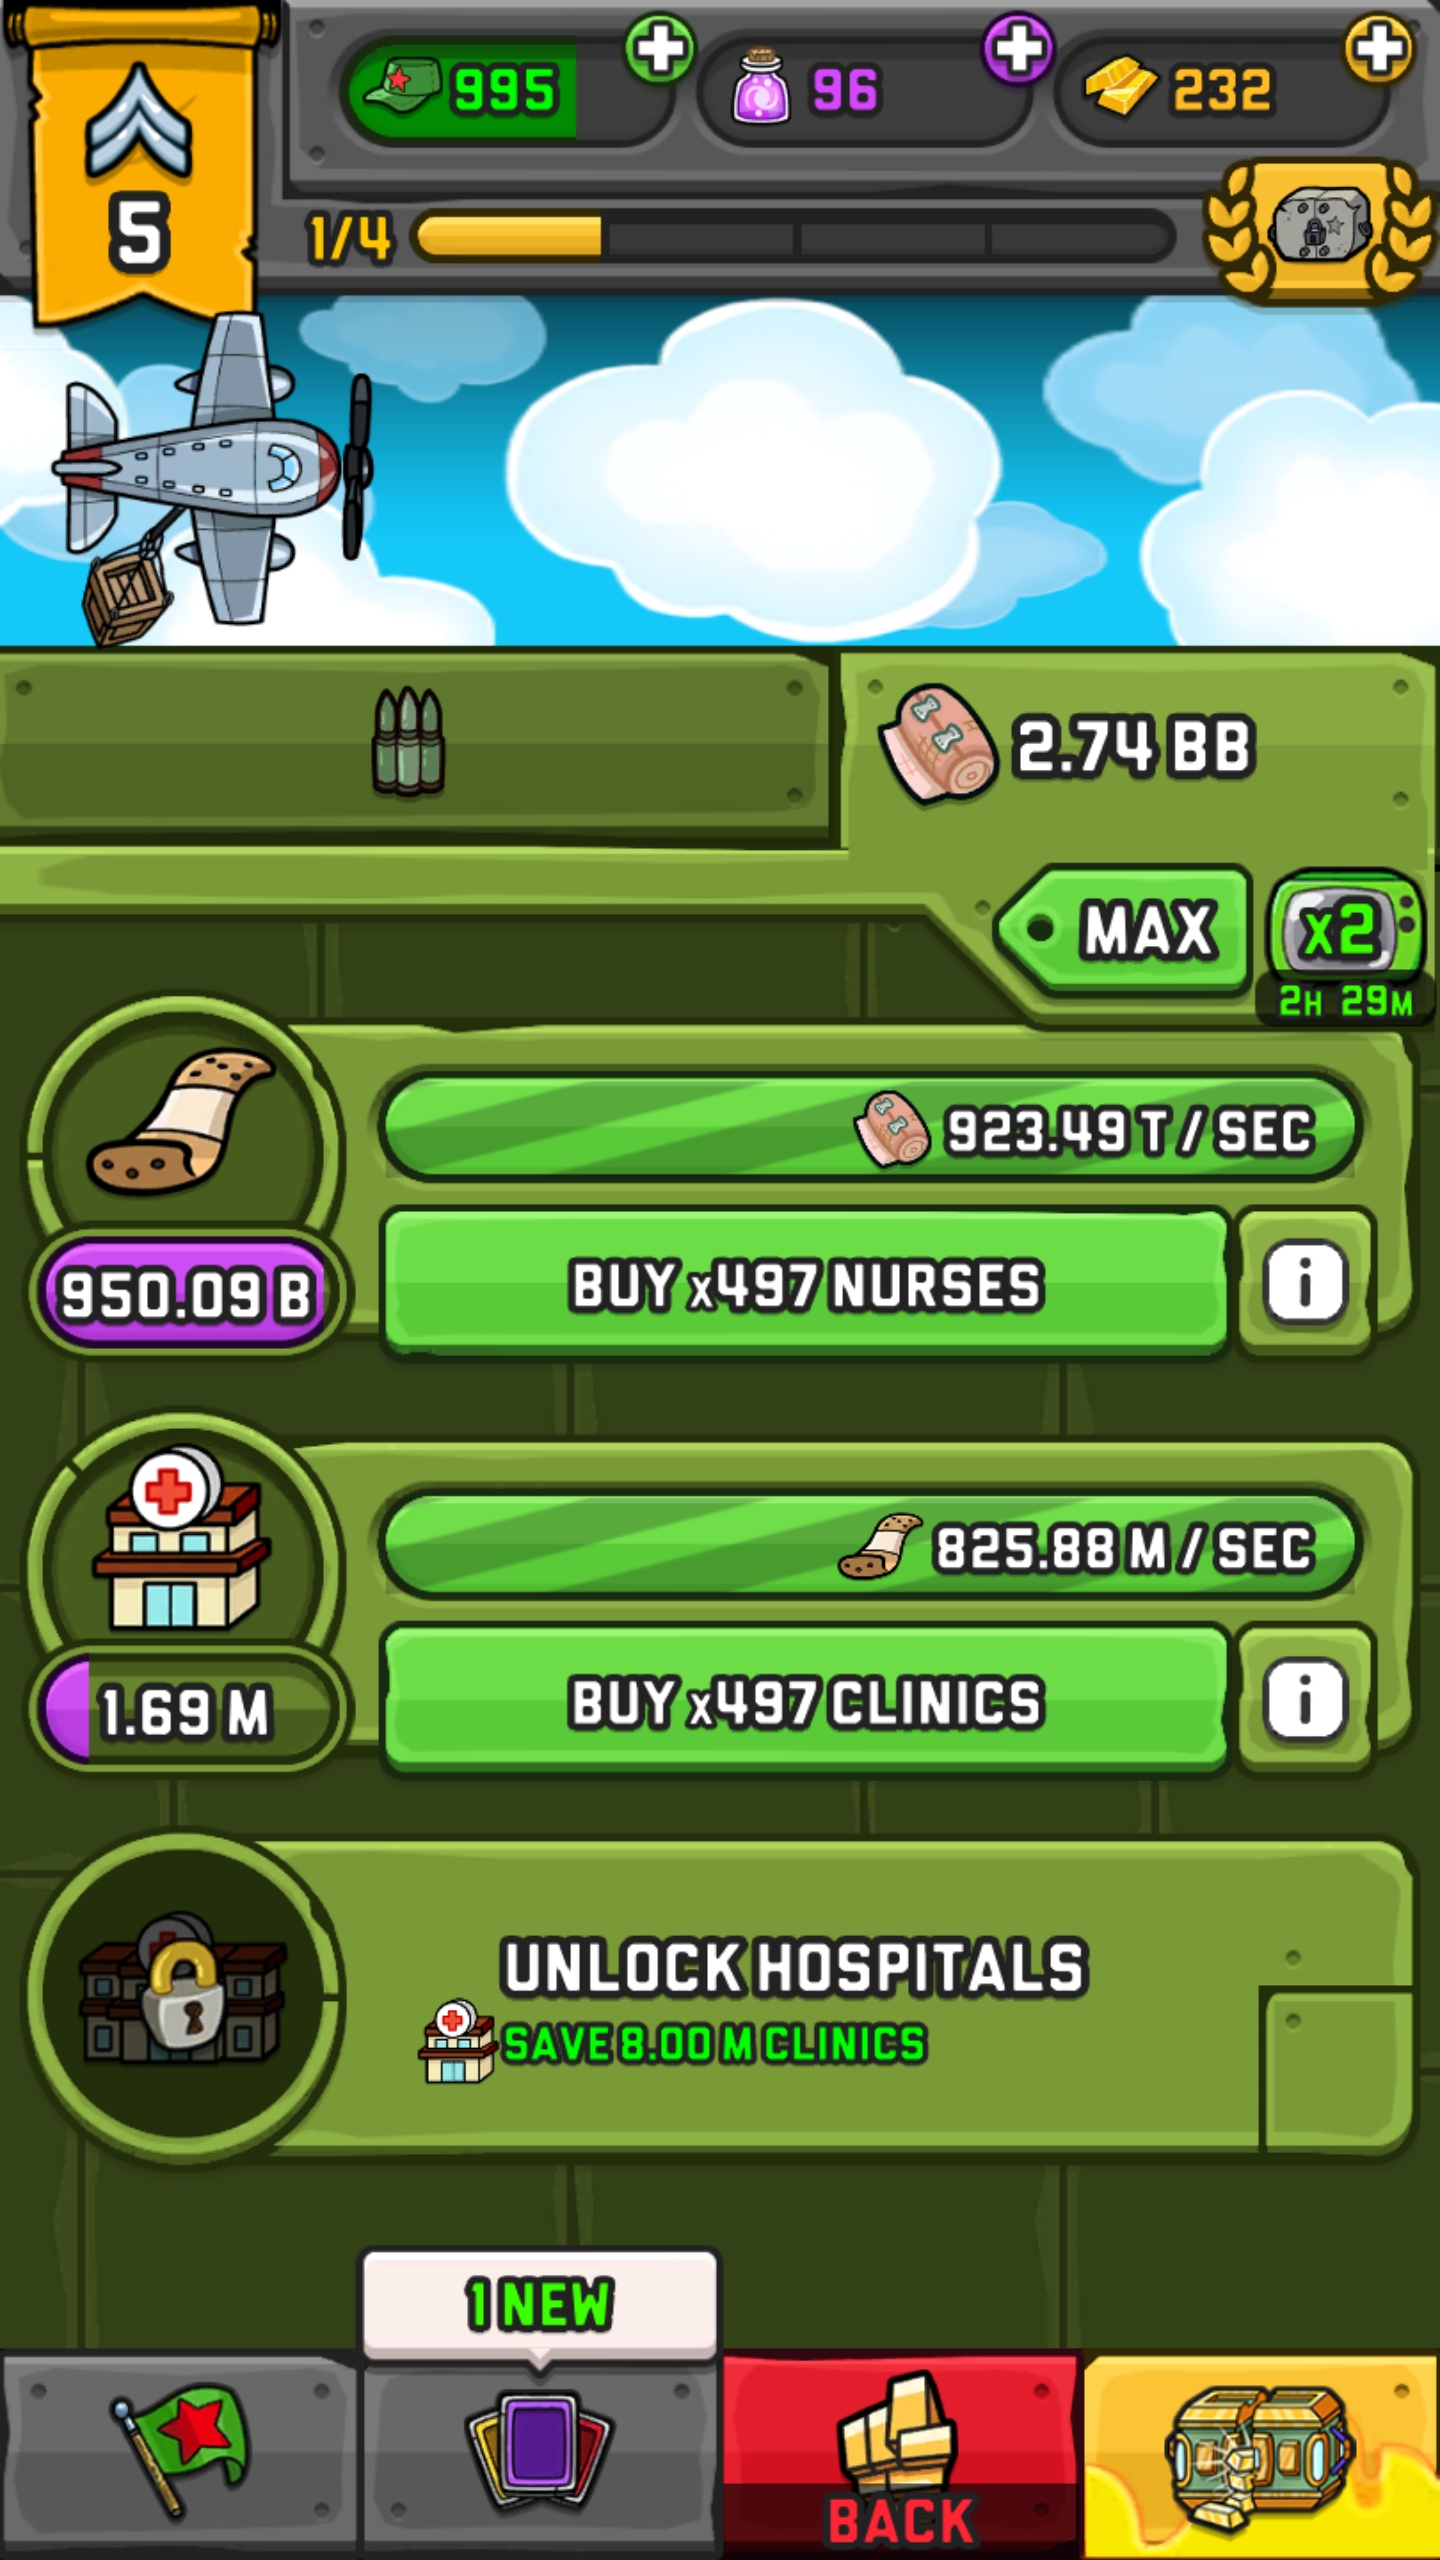 995
96
232
5
1/4
2.74 BB
MAX
x2
2H 29M
923.49 T / SEC
950.09 B
BUY x497 NURSES
i
825.88 M / SEC
1.69 M
BUY x497 CLINICS
i
UNLOCK HOSPITALS
SAVE 8.00 M CLINICS
1 NEW
BACK